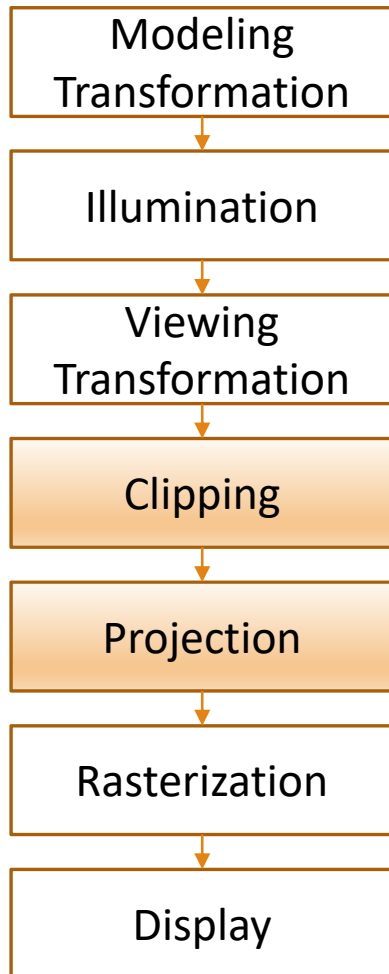 Modeling
Transformation
Illumination
Viewing
Transformation
Clipping
Projection
Rasterization
Display